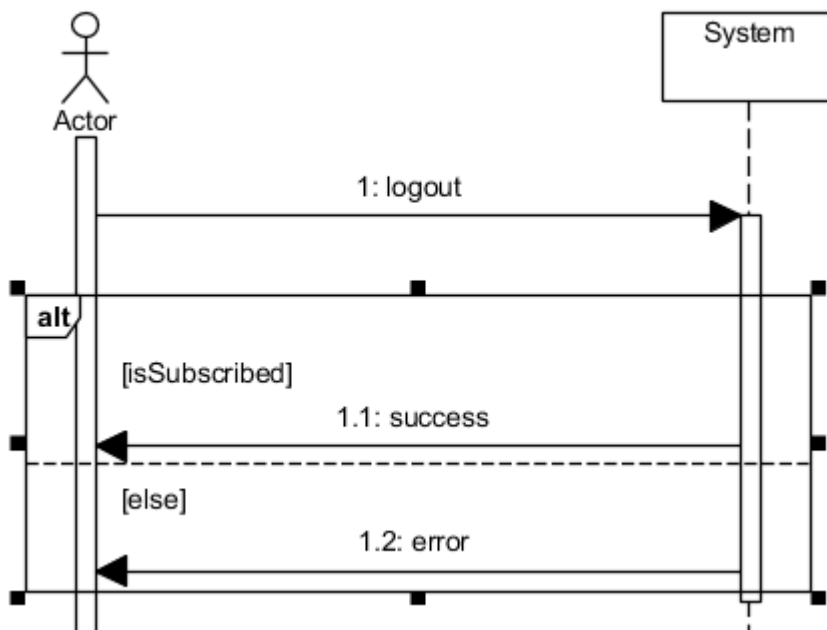 System
Actor
1: logout
alt
[isSubscribed]
1.1: success
[else]
1.2: error